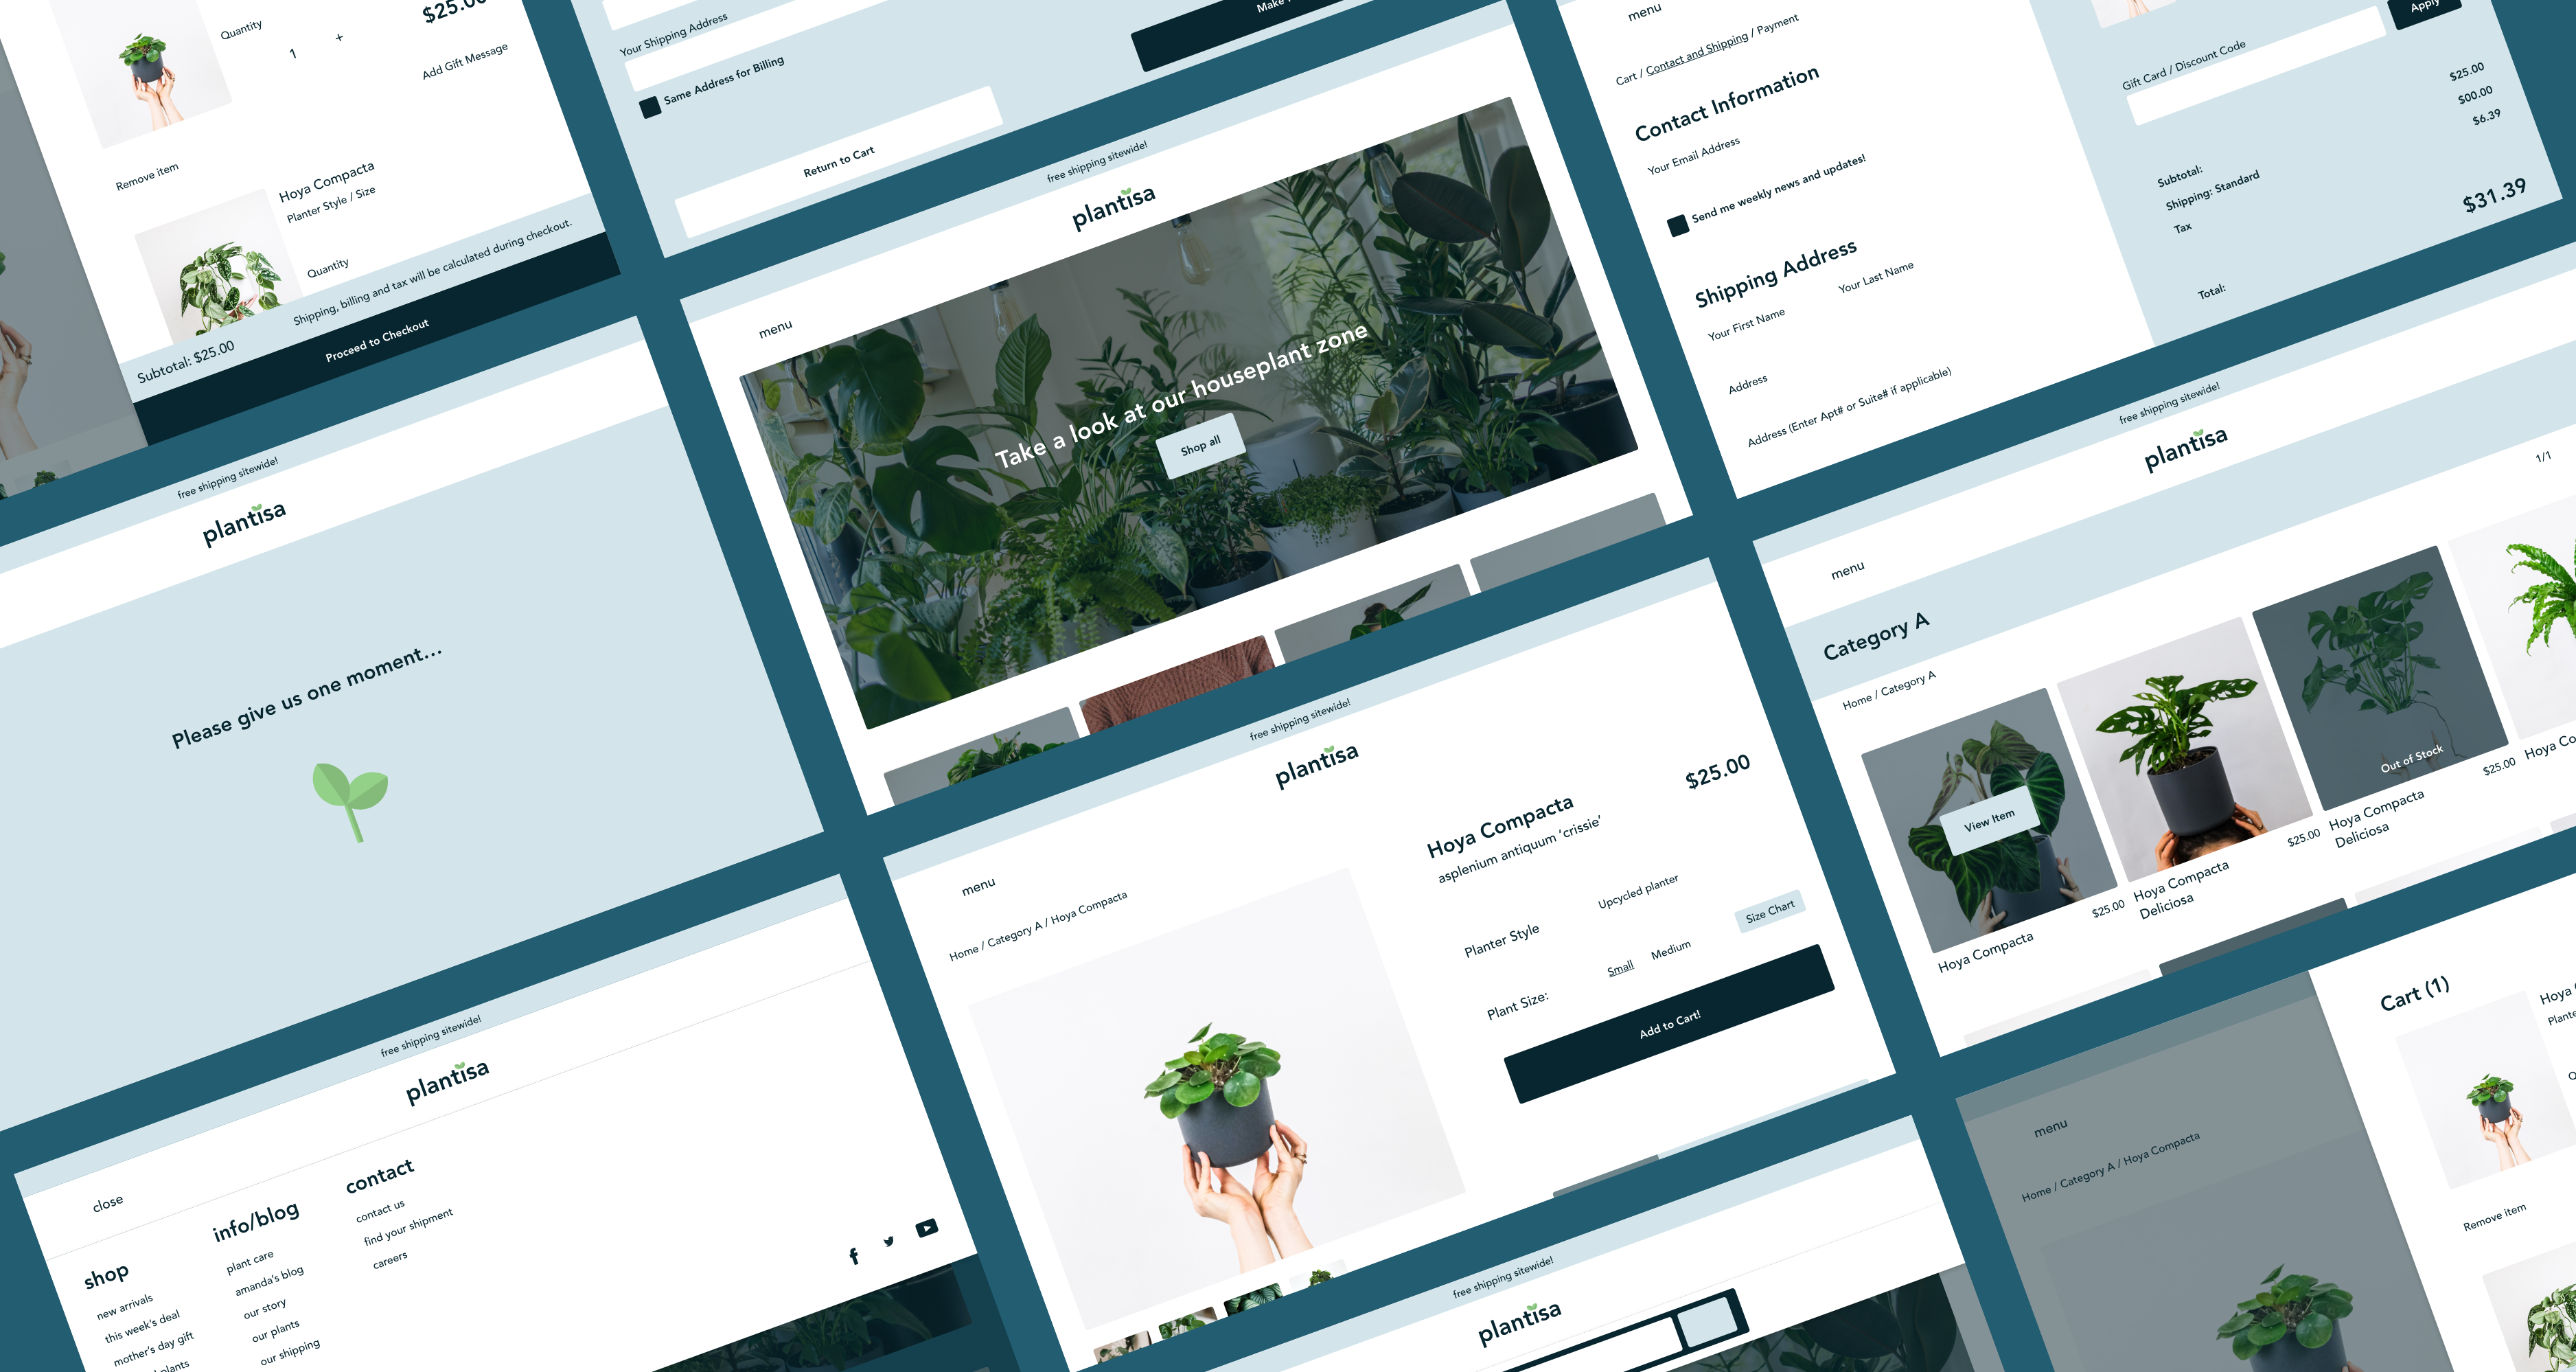 Quantity
1
+
$25.00
Add Gift Message
Remove item
Hoya Compacta
Planter Style / Size
Quantity
Shipping, billing and tax will be calculated during checkout.
Subtotal: $25.00
Proceed to Checkout
Your Shipping Address
Same Address for Billing
Return to Cart
Make
menu
Cart / Contact and Shipping / Payment
Contact Information
Your Email Address
Send me weekly news and updates!
Shipping Address
Your First Name
Your Last Name
Address
Address (Enter Apt# or Suite# if applicable)
Apply
Gift Card / Discount Code
$25.00
$00.00
$6.39
Subtotal:
Shipping: Standard
Tax
$31.39
Total:
free shipping sitewide!
plantisa
menu
Take a look at our houseplant zone
Shop all
free shipping sitewide!
plantisa
Please give us one moment...
free shipping sitewide!
plantisa
menu
1/1
Category A
Home / Category A
View Item
Out of Stock
Hoya Compacta
$25.00
Hoya Compacta
Deliciosa
$25.00
Hoya Compacta
Deliciosa
$25.00
Hoya
free shipping sitewide!
plantisa
menu
Home / Category A / Hoya Compacta
Hoya Compacta
$25.00
asplenium antiquum ‘crissie’
Planter Style
Upcycled planter
Plant Size:
Small
Medium
Size Chart
Add to Cart!
free shipping sitewide!
plantisa
close
shop
new arrivals
this week's deal
mother's day gift
plants
info/blog
plant care
amanda's blog
our story
our plants
our shipping
contact
contact us
find your shipment
careers
free shipping sitewide!
plantisa
menu
Home / Category A / Hoya Compacta
Cart (1)
Hoya
Remove item